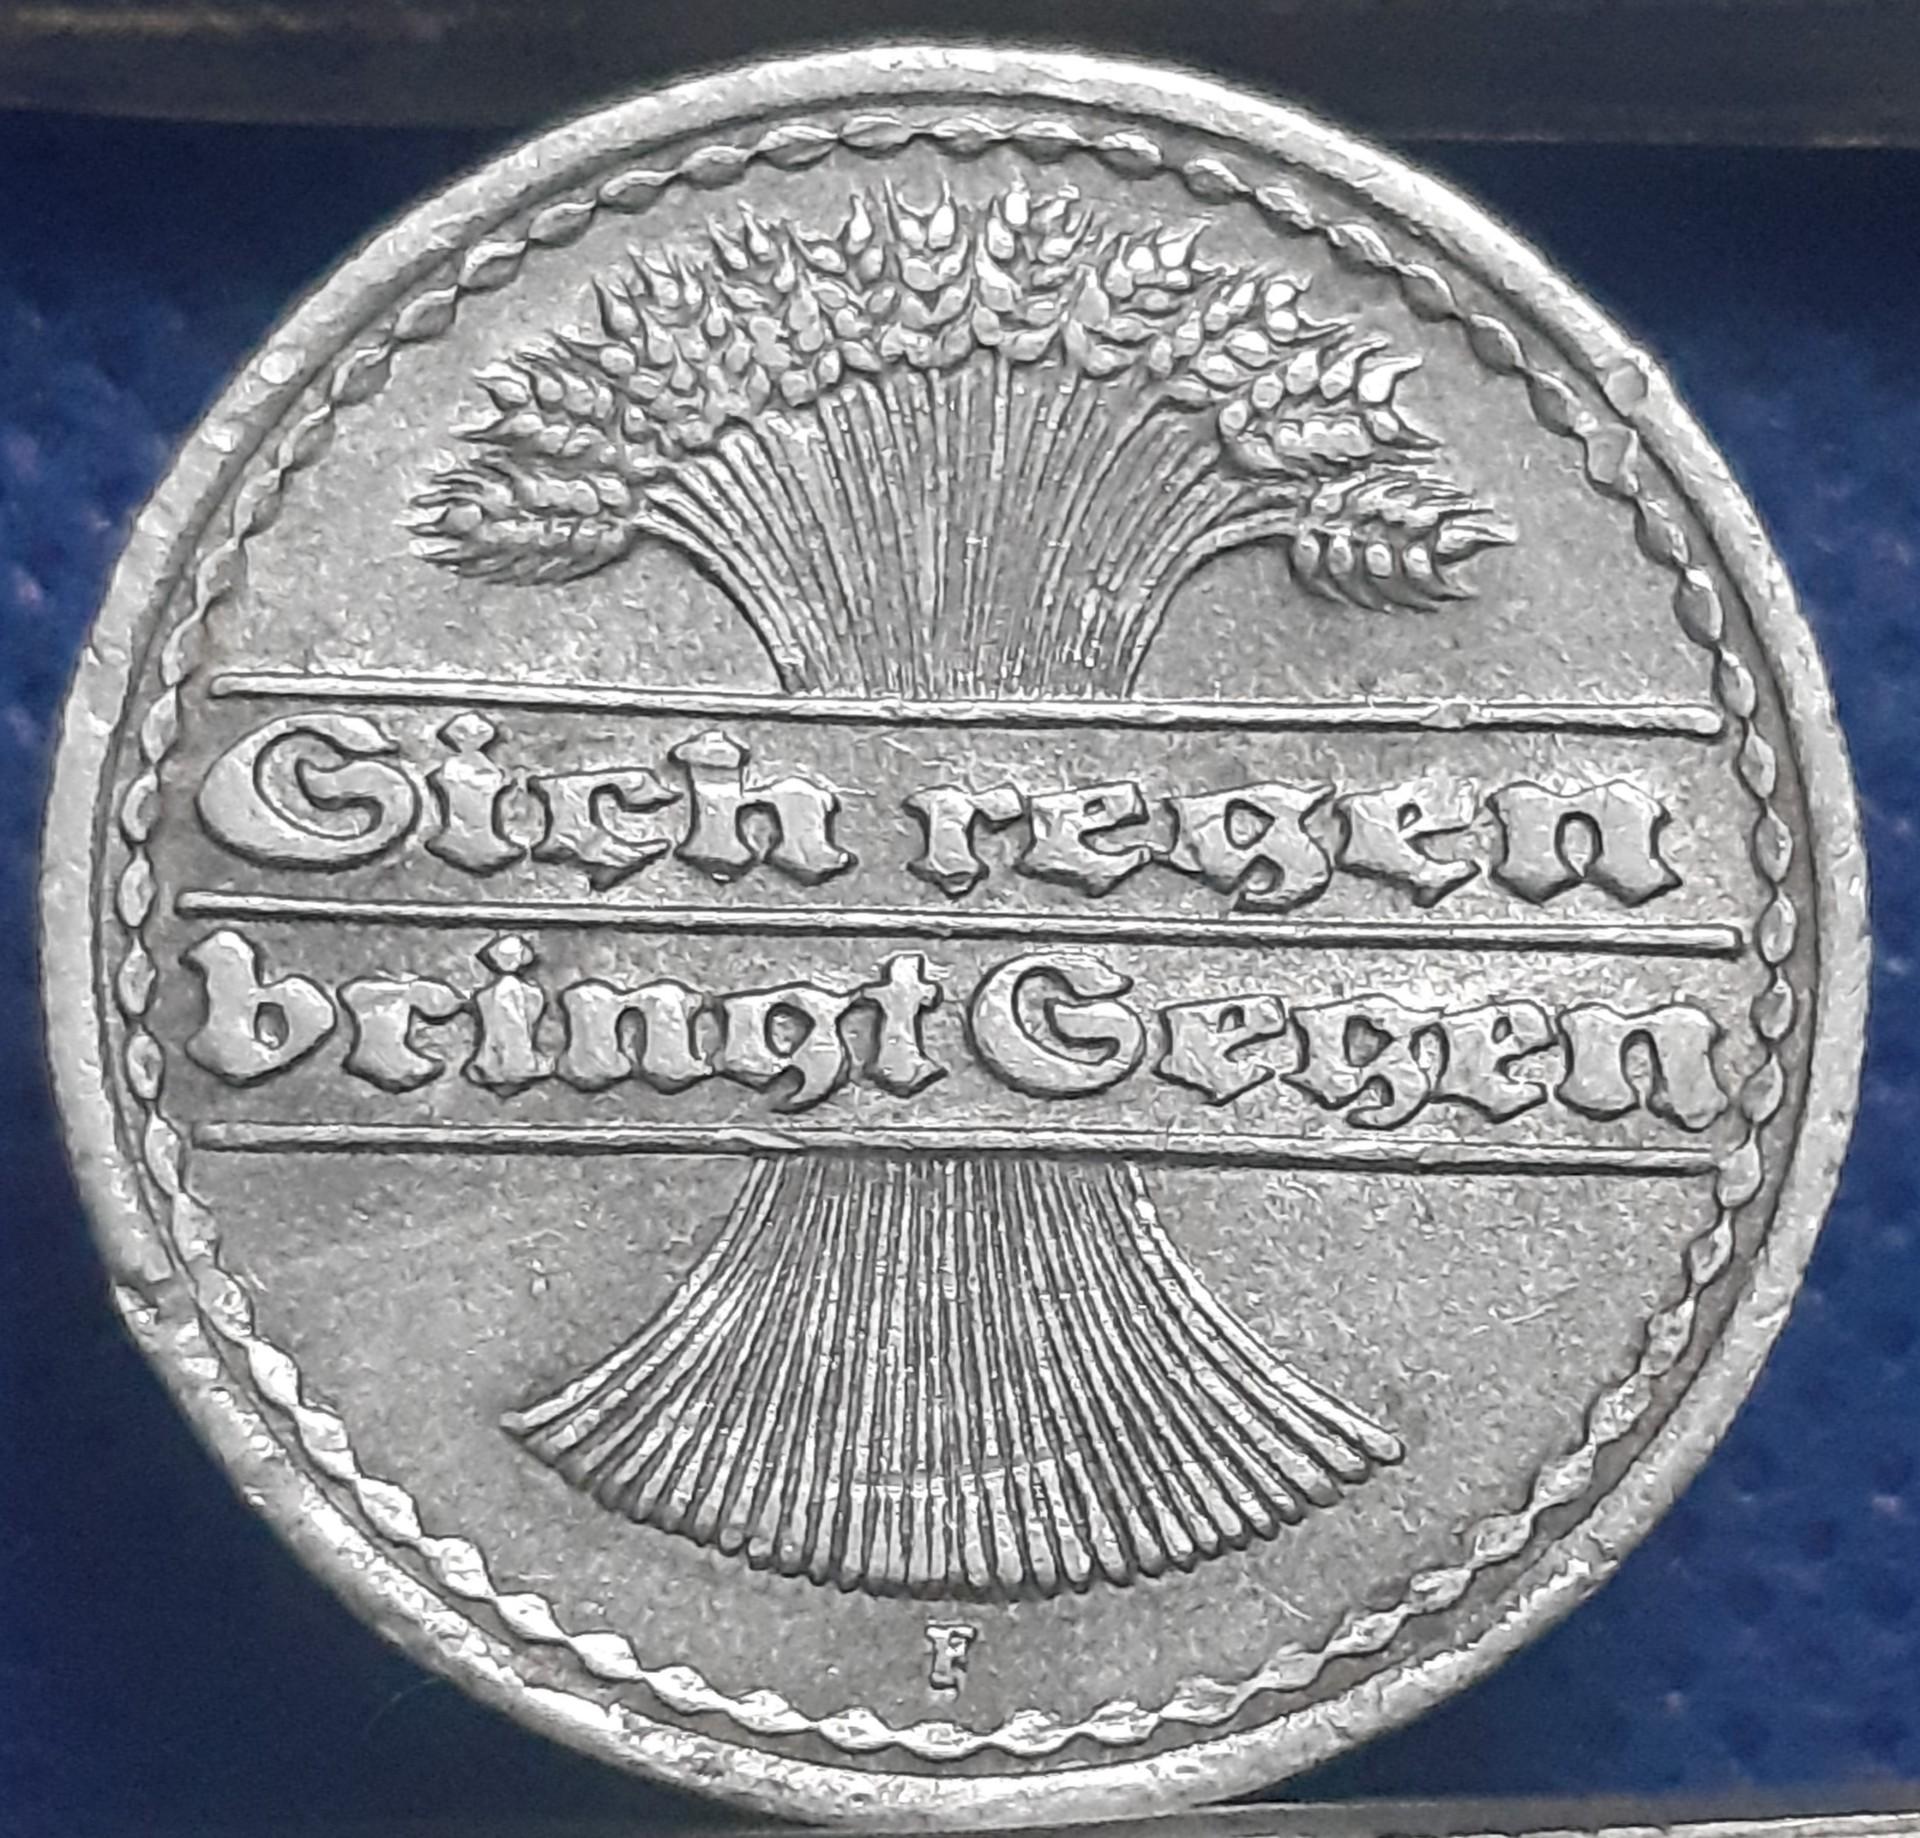 Sich regen
bringt Segen
F